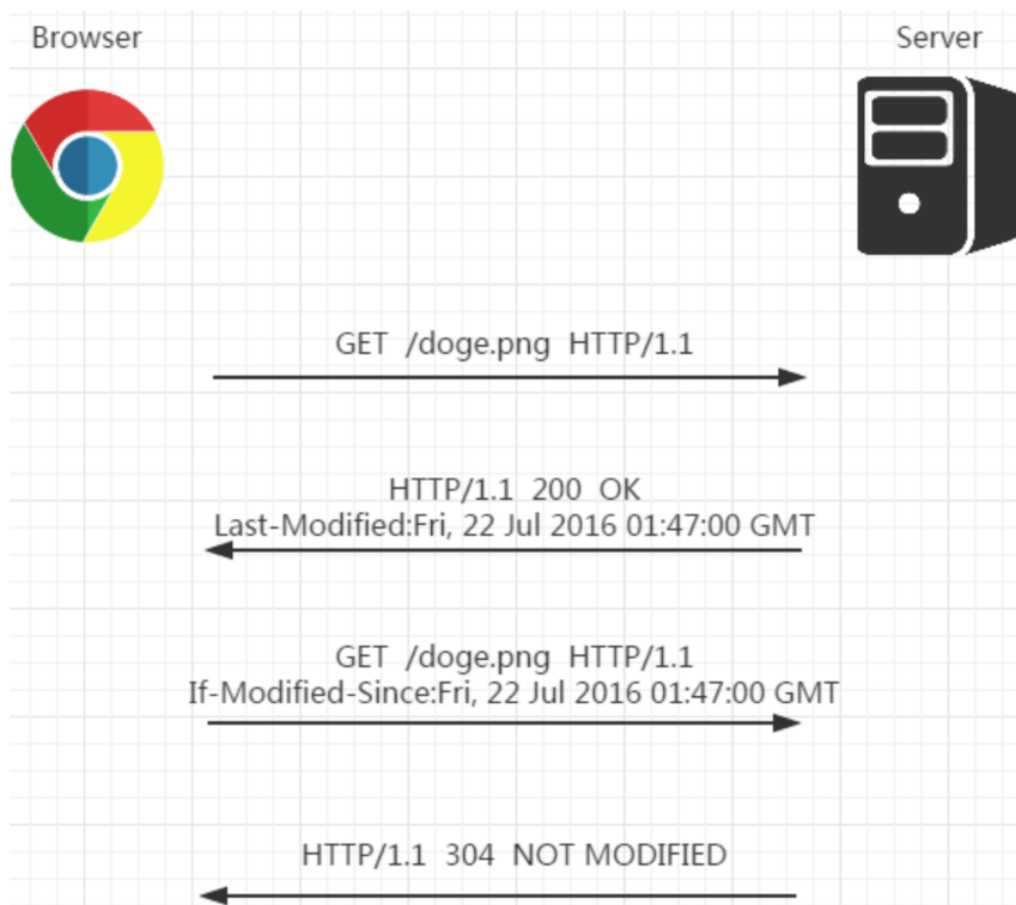 Browser
Server
GET /doge.png HTTP/1.1
HTTP/1.1 200 OK
Last-Modified:Fri, 22 Jul 2016 01:47:00 GMT
GET /doge.png HTTP/1.1
If-Modified-Since:Fri, 22 Jul 2016 01:47:00 GMT
HTTP/1.1 304 NOT MODIFIED